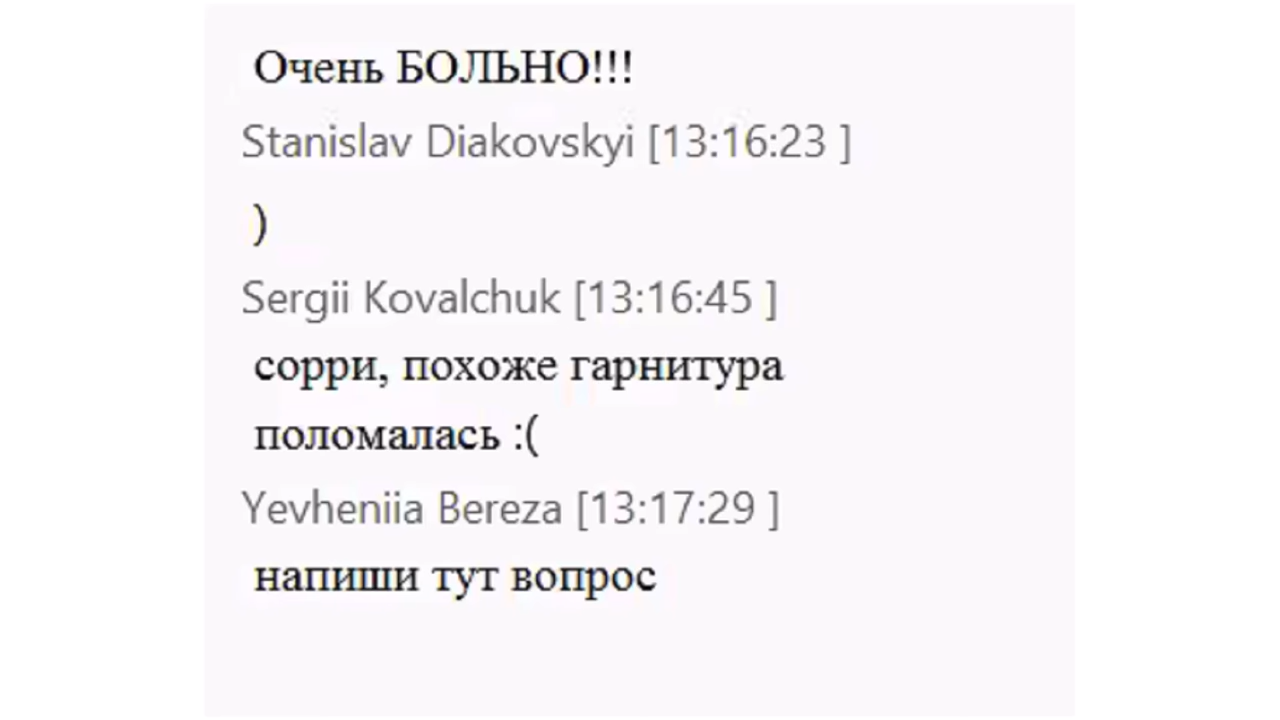 Очень БОЛЬНО!!!
Stanislav Diakovskyi [13:16:23 ]
)
Sergii Kovalchuk [13:16:45 ]
сорри, похоже гарнитура
поломалась :(
Yevheniia Bereza [13:17:29 ]
напиши тут вопрос